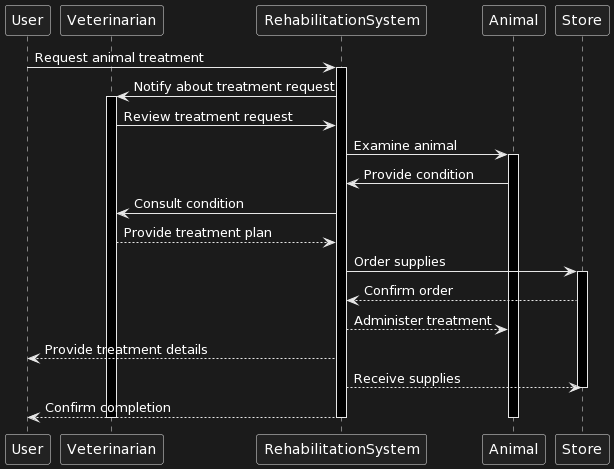 User Veterinarian RehabilitationSystem Animal Store
Request animal treatment
Notify about treatment request
Review treatment request
Examine animal
Provide condition
Consult condition
Provide treatment plan
Order supplies
Confirm order
Administer treatment
Provide treatment details
Receive supplies
Confirm completion
User Veterinarian RehabilitationSystem Animal Store